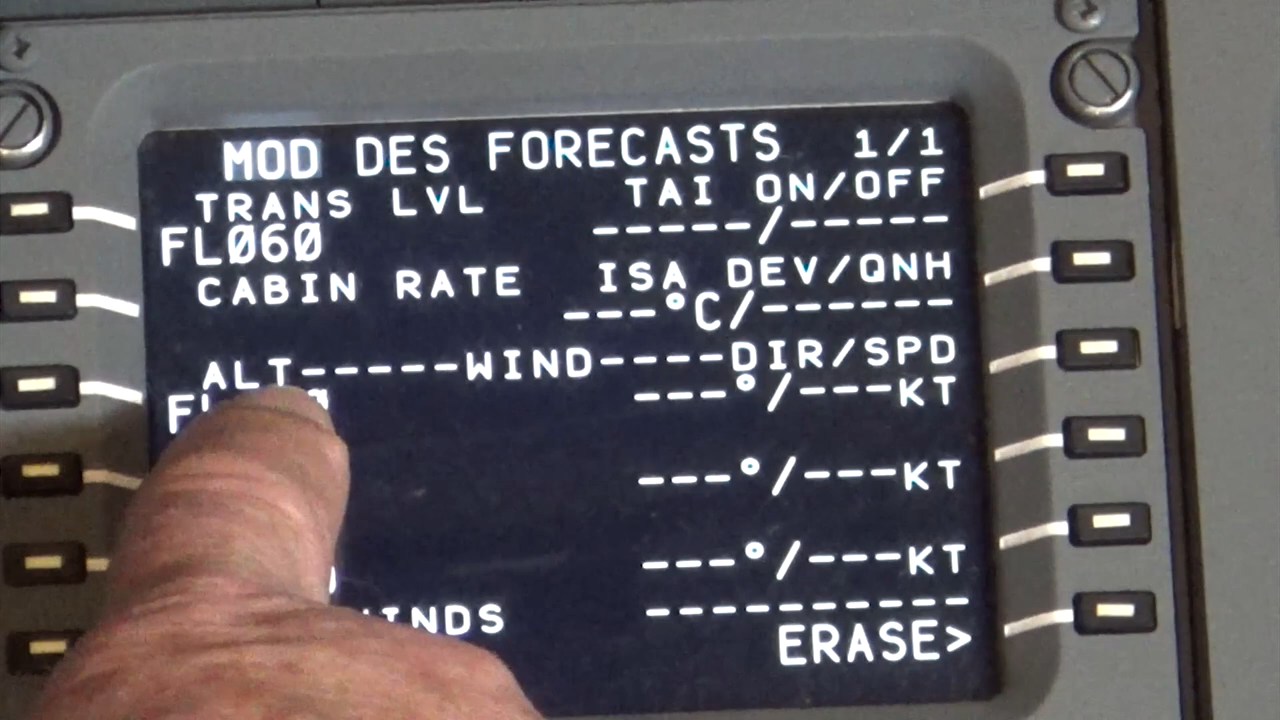 MOD DES FORECASTS 1/1
TRANS LVL TAI ON/OFF
FL060 -----/-----
CABIN RATE ISA DEV/QNH
---°C/------
ALT-----WIND----DIR/SPD
---°/---KT
---°/---KT
---°/---KT
----------
ERASE>